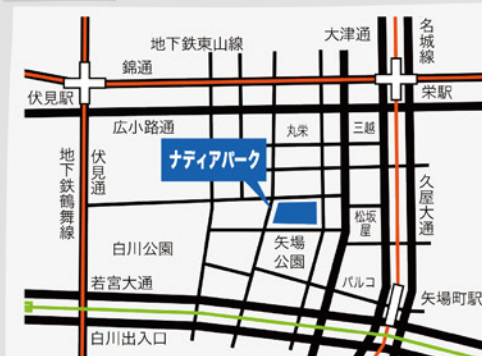 地下鉄東山線
大津通
名城線
錦通
伏見駅
栄駅
広小路通
丸栄
三越
ナディアパーク
地下鉄鶴舞線
伏見通
久屋大通
松坂
屋
白川公園
矢場
公園
若宮大通
パルコ
矢場町駅
白川出入口